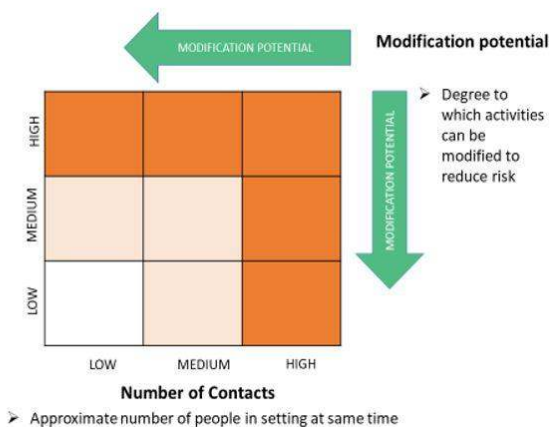 MODIFICATION POTENTIAL
Modification potential
➢ Degree to
which activities
can be
modified to
reduce risk
MODIFICATION POTENTIAL
HIGH
MEDIUM
LOW
LOW MEDIUM HIGH
Number of Contacts
➢ Approximate number of people in setting at same time